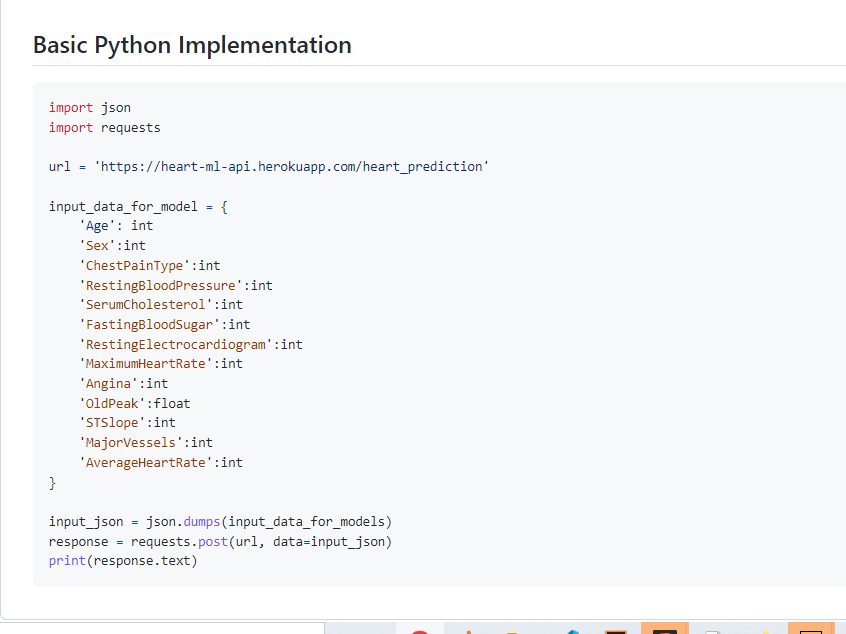 Basic Python Implementation
import json
import requests
url = 'https://heart-ml-api.herokuapp.com/heart_prediction'
input_data_for_model = {
    'Age': int
    'Sex':int
    'ChestPainType':int
    'RestingBloodPressure':int
    'SerumCholesterol':int
    'FastingBloodSugar':int
    'RestingElectrocardiogram':int
    'MaximumHeartRate':int
    'Angina':int
    'OldPeak':float
    'STSlope':int
    'MajorVessels':int
    'AverageHeartRate':int
}
input_json = json.dumps(input_data_for_models)
response = requests.post(url, data=input_json)
print(response.text)